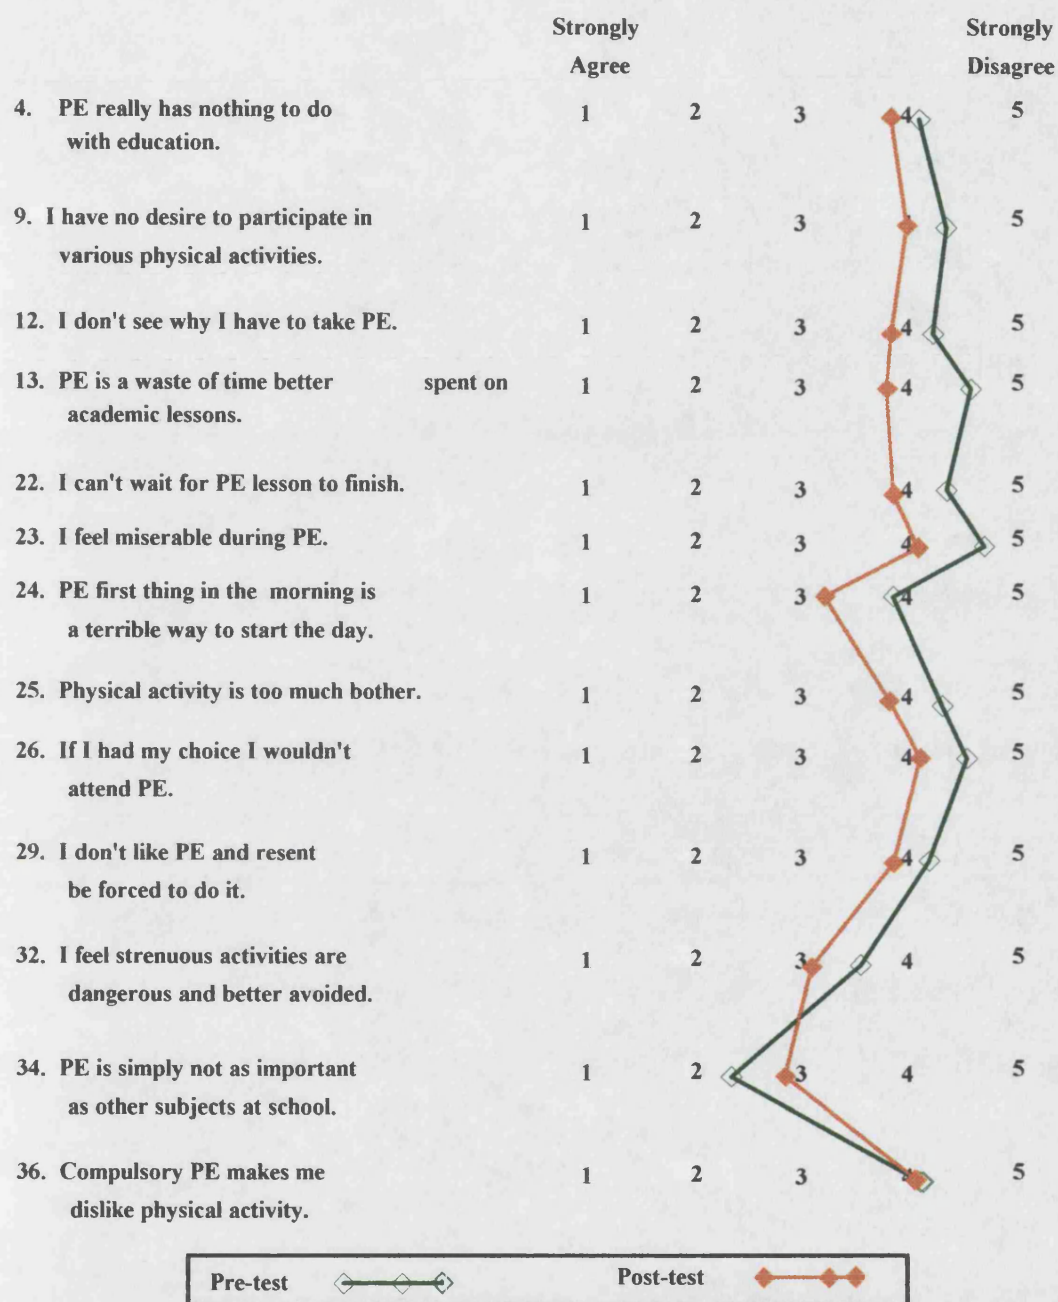 Strongly Strongly
Agree Disagree
4. PE really has nothing to do 1 2 3 4 5
with education.
9. I have no desire to participate in 1 2 3 5
various physical activities.
12. I don't see why I have to take PE. 1 2 3 4 5
13. PE is a waste of time better spent on 1 2 3 4 5
academic lessons.
22. I can't wait for PE lesson to finish. 1 2 3 4 5
23. I feel miserable during PE. 1 2 3 4 5
24. PE first thing in the morning is 1 2 3 4 5
a terrible way to start the day.
25. Physical activity is too much bother. 1 2 3 4 5
26. If I had my choice I wouldn't 1 2 3 4 5
attend PE.
29. I don't like PE and resent 1 2 3 4 5
be forced to do it.
32. I feel strenuous activities are 1 2 3 4 5
dangerous and better avoided.
34. PE is simply not as important 1 2 3 4 5
as other subjects at school.
36. Compulsory PE makes me 1 2 3 4 5
dislike physical activity.
Pre-test Post-test